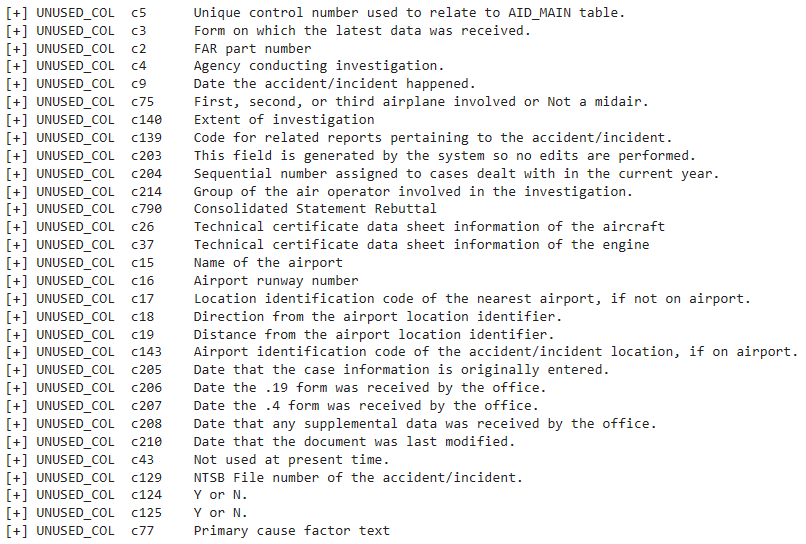 [+] UNUSED_COL c5 Unique control number used to relate to AID_MAIN table.
[+] UNUSED_COL c3 Form on which the latest data was received.
[+] UNUSED_COL c2 FAR part number
[+] UNUSED_COL c4 Agency conducting investigation.
[+] UNUSED_COL c9 Date the accident/incident happened.
[+] UNUSED_COL c75 First, second, or third airplane involved or Not a midair.
[+] UNUSED_COL c140 Extent of investigation
[+] UNUSED_COL c139 Code for related reports pertaining to the accident/incident.
[+] UNUSED_COL c203 This field is generated by the system so no edits are performed.
[+] UNUSED_COL c204 Sequential number assigned to cases dealt with in the current year.
[+] UNUSED_COL c214 Group of the air operator involved in the investigation.
[+] UNUSED_COL c790 Consolidated Statement Rebuttal
[+] UNUSED_COL c26 Technical certificate data sheet information of the aircraft
[+] UNUSED_COL c37 Technical certificate data sheet information of the engine
[+] UNUSED_COL c15 Name of the airport
[+] UNUSED_COL c16 Airport runway number
[+] UNUSED_COL c17 Location identification code of the nearest airport, if not on airport.
[+] UNUSED_COL c18 Direction from the airport location identifier.
[+] UNUSED_COL c19 Distance from the airport location identifier.
[+] UNUSED_COL c143 Airport identification code of the accident/incident location, if on airport.
[+] UNUSED_COL c205 Date that the case information is originally entered.
[+] UNUSED_COL c206 Date the .19 form was received by the office.
[+] UNUSED_COL c207 Date the .4 form was received by the office.
[+] UNUSED_COL c208 Date that any supplemental data was received by the office.
[+] UNUSED_COL c210 Date that the document was last modified.
[+] UNUSED_COL c43 Not used at present time.
[+] UNUSED_COL c129 NTSB File number of the accident/incident.
[+] UNUSED_COL c124 Y or N.
[+] UNUSED_COL c125 Y or N.
[+] UNUSED_COL c77 Primary cause factor text